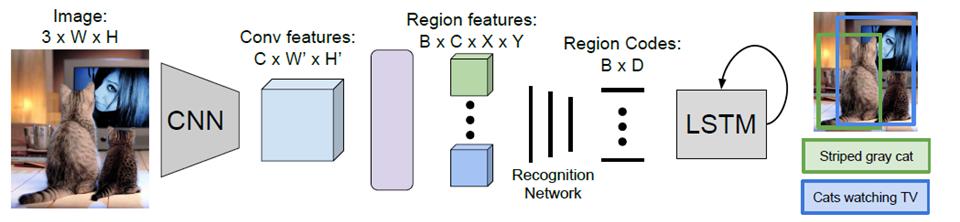 Image:
3 x W x H
CNN
Conv features:
C x W' x H'
Region features:
B x C x X x Y
Recognition
Network
Region Codes:
B x D
LSTM
Striped gray cat
Cats watching TV